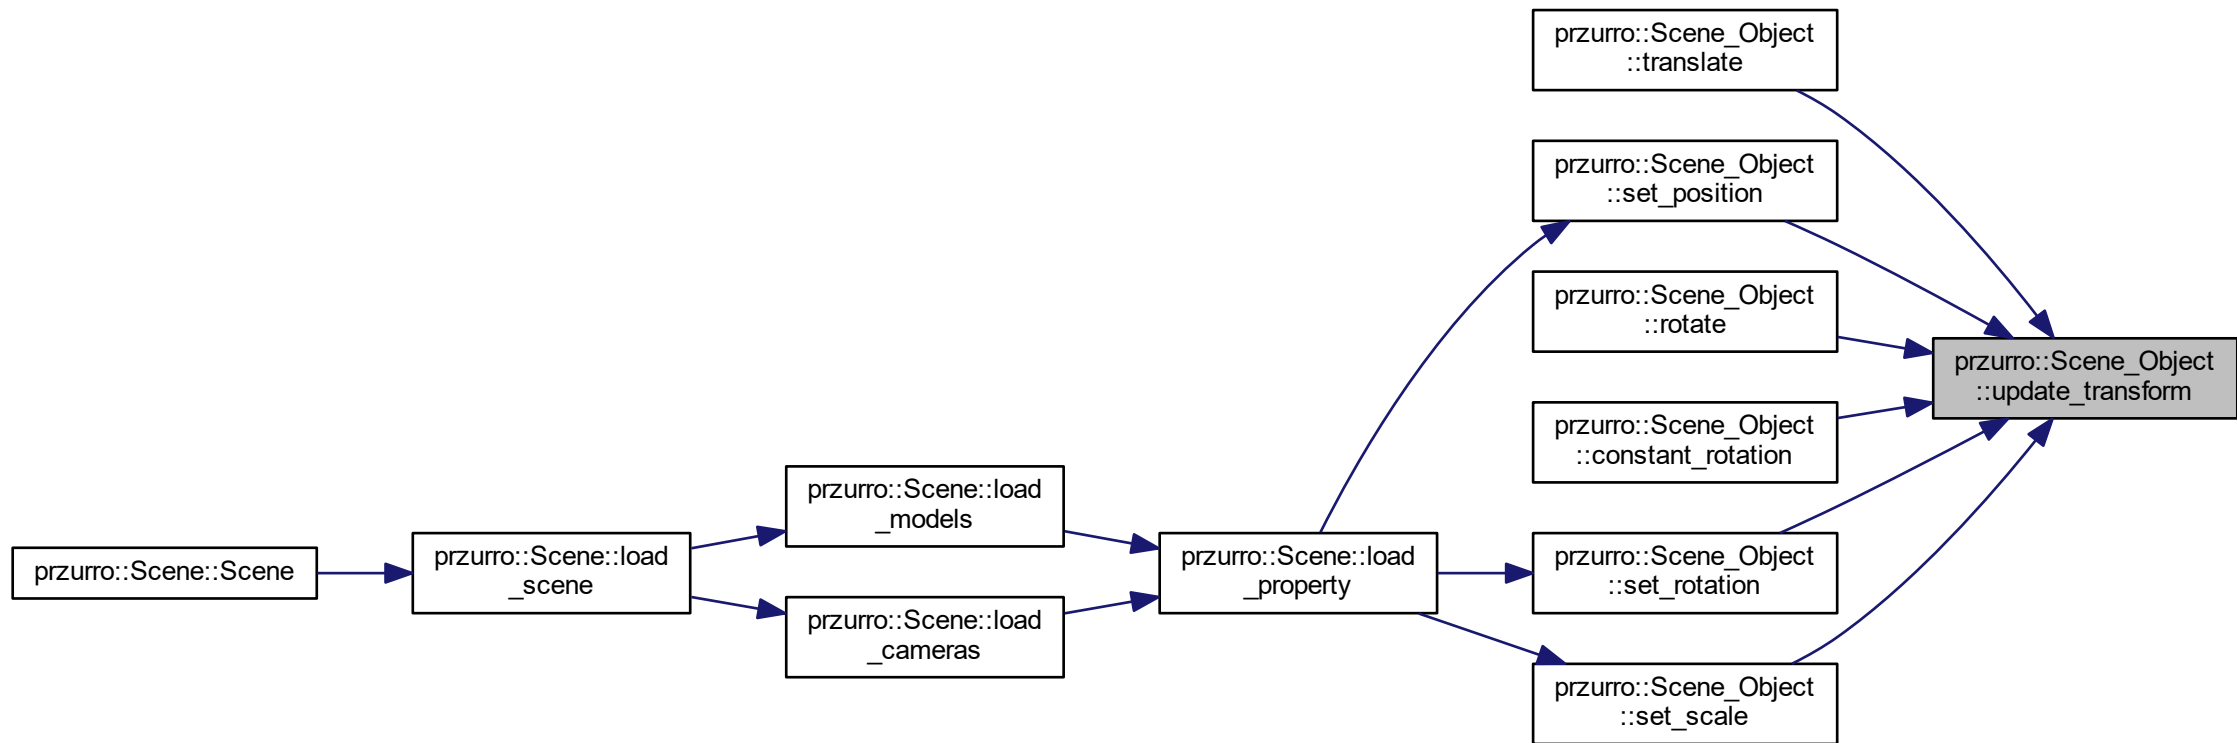 przurro::Scene_Object
::translate
przurro::Scene_Object
::set_position
przurro::Scene_Object
::rotate
przurro::Scene_Object
::update_transform
przurro::Scene_Object
::constant_rotation
przurro::Scene::load
_models
przurro::Scene::Scene
przurro::Scene::load
_scene
przurro::Scene::load
_property
przurro::Scene_Object
::set_rotation
przurro::Scene::load
_cameras
przurro::Scene_Object
::set_scale